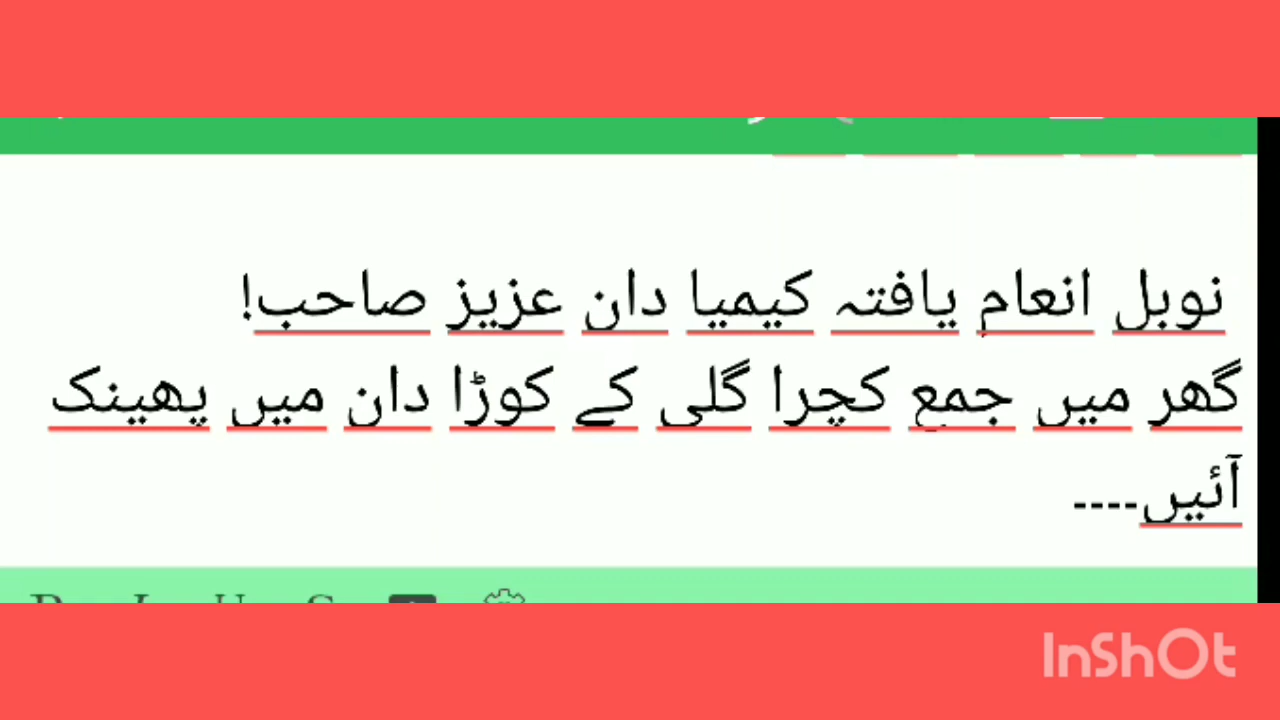 نوبل انعام یافتہ کیمیا دان عزیز صاحب!
گھر میں جمع کچرا گلی کے کوڑا دان میں پھینک
آئیں----
InShOt